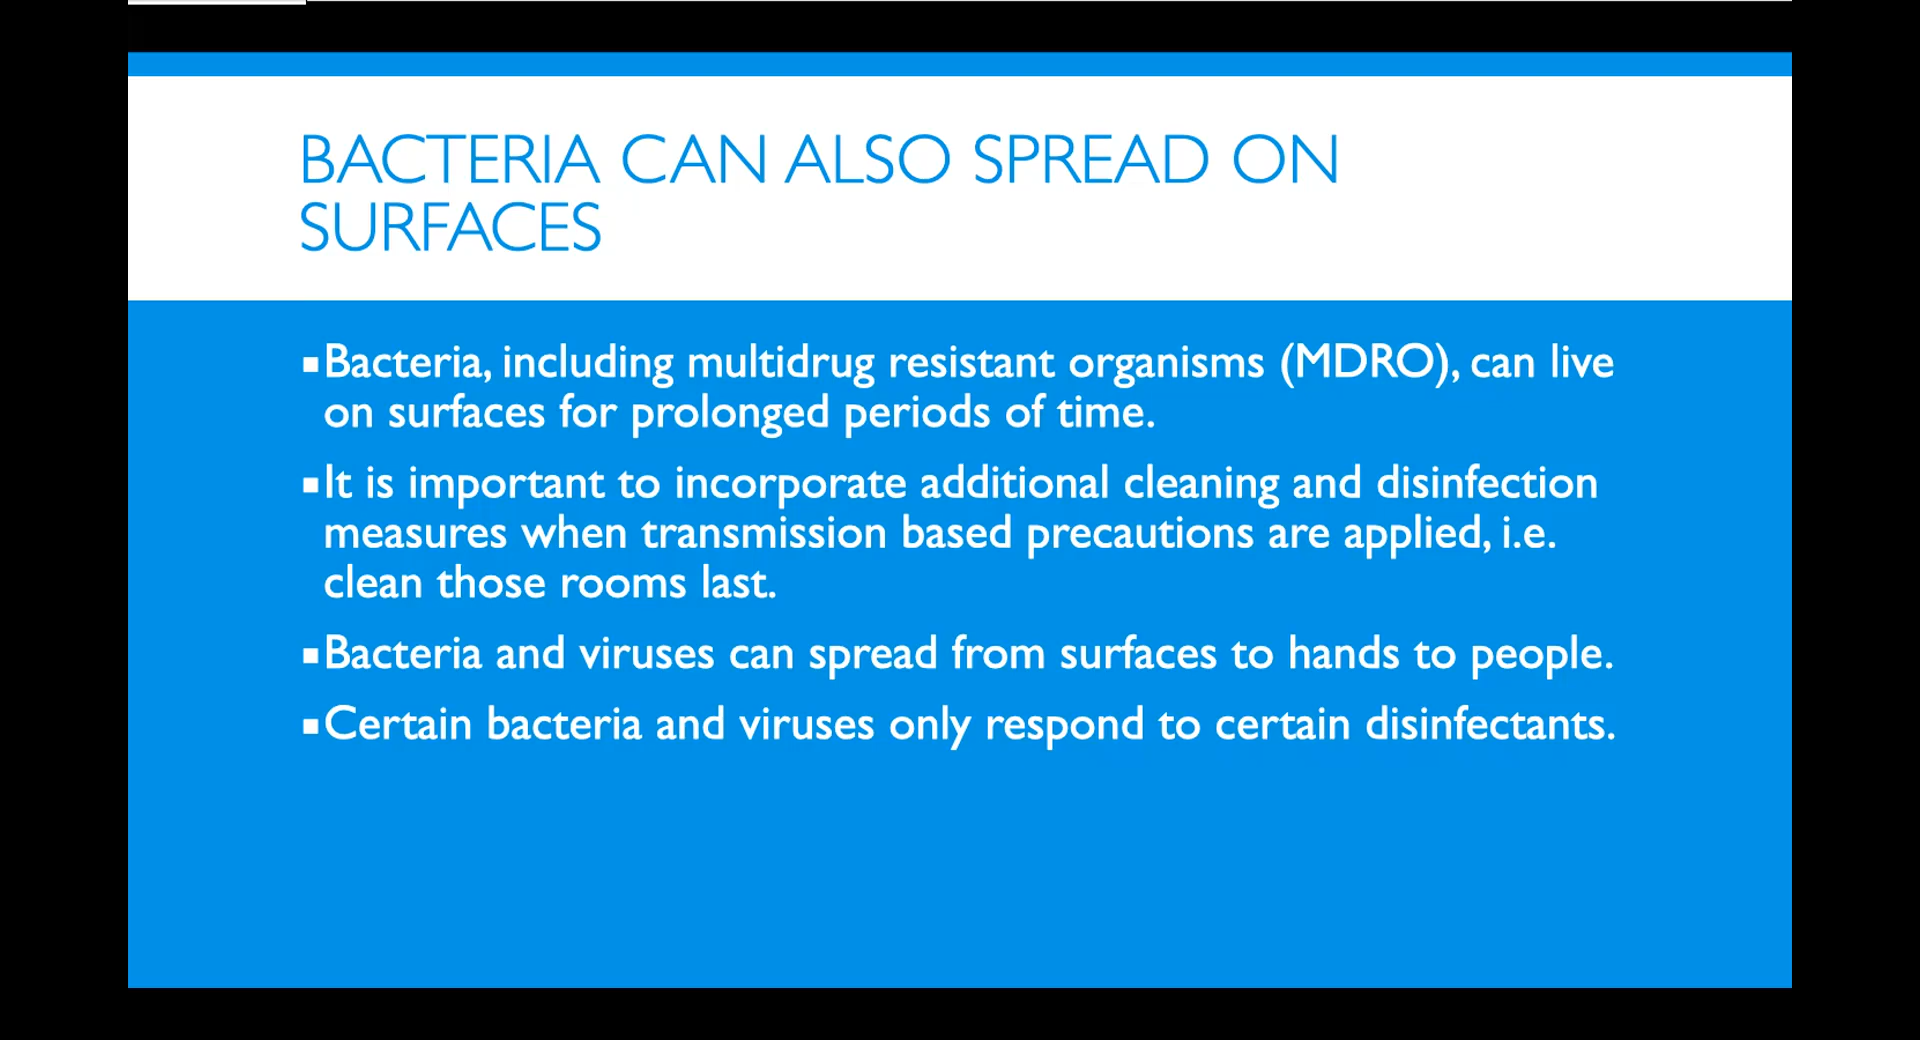 BACTERIA CAN ALSO SPREAD ON
SURFACES
▪Bacteria, including multidrug resistant organisms (MDRO), can live
on surfaces for prolonged periods of time.
▪It is important to incorporate additional cleaning and disinfection
measures when transmission based precautions are applied, i.e.
clean those rooms last.
▪Bacteria and viruses can spread from surfaces to hands to people.
▪Certain bacteria and viruses only respond to certain disinfectants.